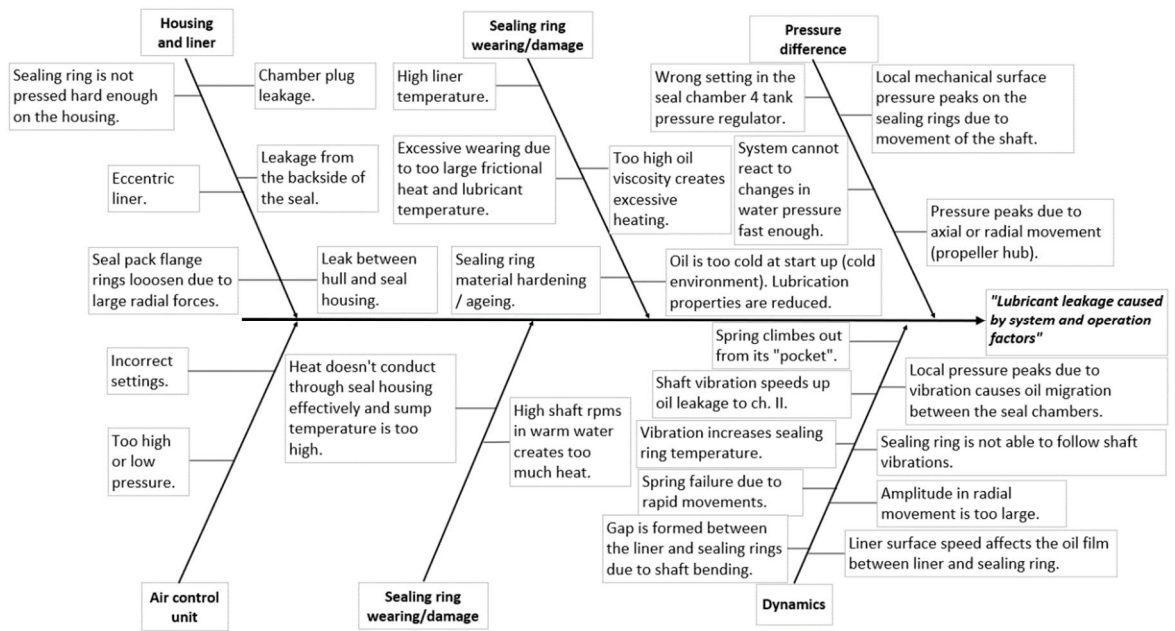 Housing
and liner
Sealing ring
wearing/damage
Pressure
difference
Sealing ring is not
pressed hard enough
on the housing.
Chamber plug
leakage.
Eccentric
liner.
Leakage from
the backside of
the seal.
Seal pack flange
rings looosen due to
large radial forces.
Leak between
hull and seal
housing.
High liner
temperature.
Excessive wearing due
to too large frictional
heat and lubricant
temperature.
Too high oil
viscosity creates
excessive
heating.
Sealing ring
material hardening
/ ageing.
Oil is too cold at start up (cold
environment). Lubrication
properties are reduced.
Wrong setting in the
seal chamber 4 tank
pressure regulator.
Local mechanical surface
pressure peaks on the
sealing rings due to
movement of the shaft.
System cannot
react to
changes in
water pressure
fast enough.
Pressure peaks due to
axial or radial movement
(propeller hub).
"Lubricant leakage caused
by system and operation
factors"
Incorrect
settings.
Too high
or low
pressure.
Air control
unit
Heat doesn't conduct
through seal housing
effectively and sump
temperature is too
high.
High shaft rpms
in warm water
creates too
much heat.
Sealing ring
wearing/damage
Spring climbes out
from its "pocket".
Shaft vibration speeds up
oil leakage to ch. II.
Local pressure peaks due to
vibration causes oil migration
between the seal chambers.
Vibration increases sealing
ring temperature.
Sealing ring is not able to follow shaft
vibrations.
Spring failure due to
rapid movements.
Amplitude in radial
movement is too large.
Gap is formed between
the liner and sealing rings
due to shaft bending.
Liner surface speed affects the oil film
between liner and sealing ring.
Dynamics